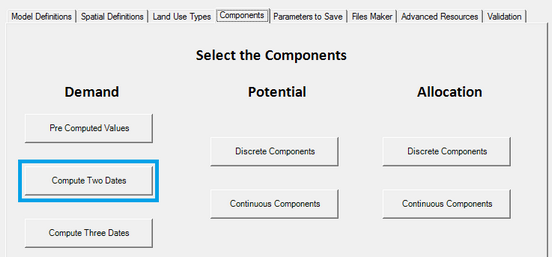 Model Definitions Spatial Definitions Land Use Types Components Parameters to Save Files Maker Advanced Resources Validation
Select the Components
Demand Potential Allocation
Pre Computed Values
Discrete Components Discrete Components
Compute Two Dates
Continuous Components Continuous Components
Compute Three Dates